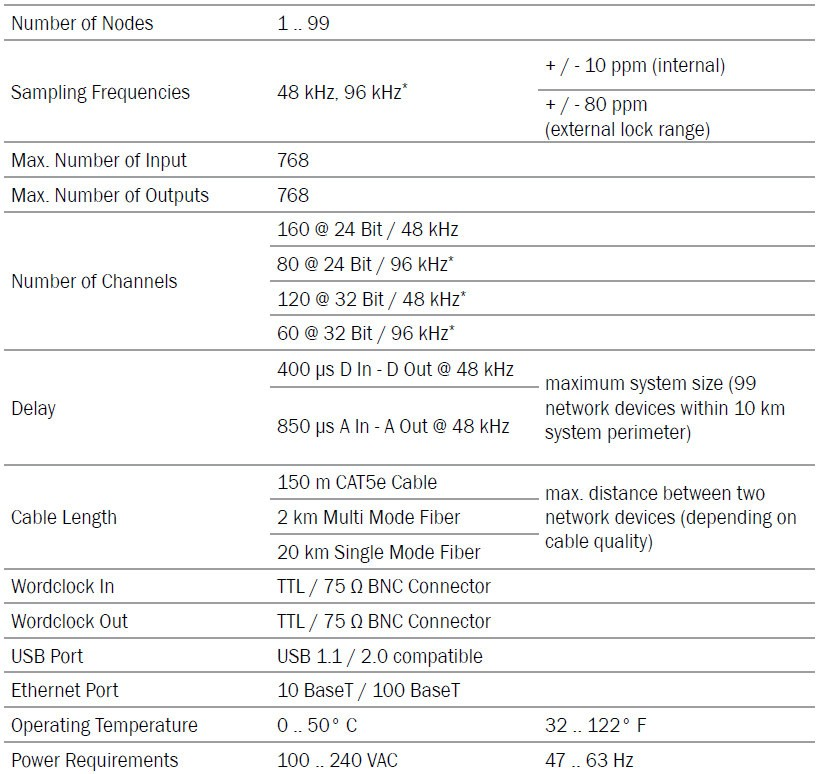 Number of Nodes 1 .. 99
Sampling Frequencies 48 kHz, 96 kHz* + / - 10 ppm (internal)
+ / - 80 ppm
(external lock range)
Max. Number of Input 768
Max. Number of Outputs 768
Number of Channels 160 @ 24 Bit / 48 kHz
80 @ 24 Bit / 96 kHz*
120 @ 32 Bit / 48 kHz*
60 @ 32 Bit / 96 kHz*
Delay 400 µs D In - D Out @ 48 kHz
850 µs A In - A Out @ 48 kHz
maximum system size (99
network devices within 10 km
system perimeter)
Cable Length 150 m CAT5e Cable
2 km Multi Mode Fiber
20 km Single Mode Fiber
max. distance between two
network devices (depending on
cable quality)
Wordclock In TTL / 75 Ω BNC Connector
Wordclock Out TTL / 75 Ω BNC Connector
USB Port USB 1.1 / 2.0 compatible
Ethernet Port 10 BaseT / 100 BaseT
Operating Temperature 0 .. 50° C 32 .. 122° F
Power Requirements 100 .. 240 VAC 47 .. 63 Hz